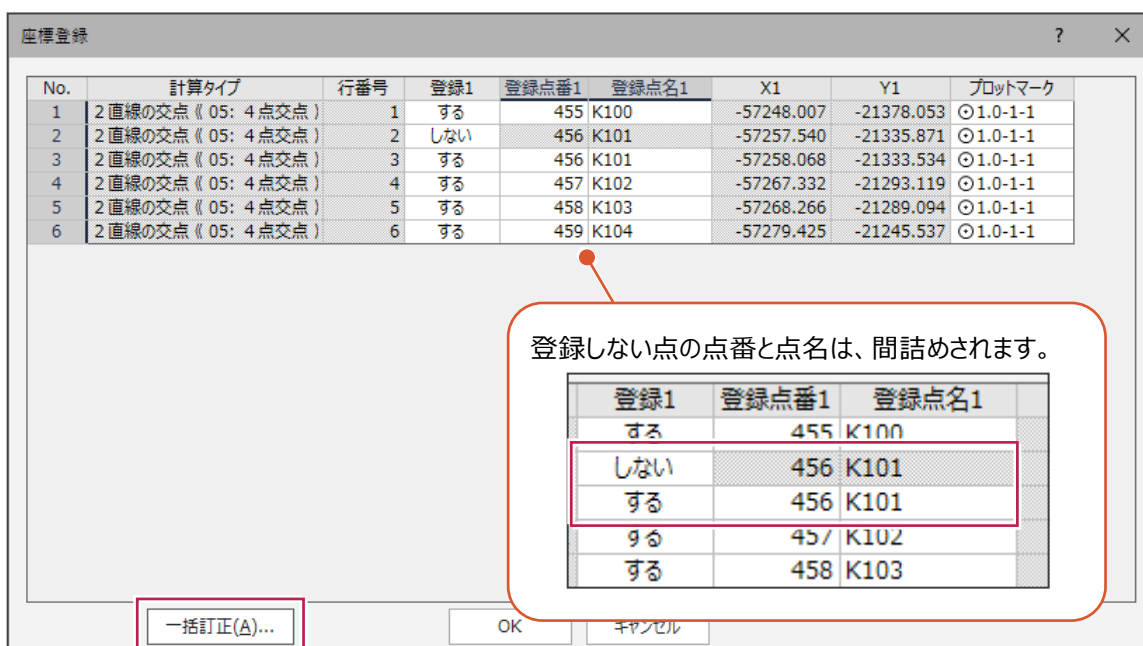 座標登録 ? ×
No. 計算タイプ 行番号 登録1 登録点番1 登録点名1 X1 Y1 プロットマーク
1 2直線の交点《05: 4点交点》 1 する 455 K100 -57248.007 -21378.053 ⊙1.0-1-1
2 2直線の交点《05: 4点交点》 2 しない 456 K101 -57257.540 -21335.871 ⊙1.0-1-1
3 2直線の交点《05: 4点交点》 3 する 456 K101 -57258.068 -21333.534 ⊙1.0-1-1
4 2直線の交点《05: 4点交点》 4 する 457 K102 -57267.332 -21293.119 ⊙1.0-1-1
5 2直線の交点《05: 4点交点》 5 する 458 K103 -57268.266 -21289.094 ⊙1.0-1-1
6 2直線の交点《05: 4点交点》 6 する 459 K104 -57279.425 -21245.537 ⊙1.0-1-1
登録しない点の点番と点名は、間詰めされます。
登録1 登録点番1 登録点名1
する 455 K100
しない 456 K101
する 456 K101
する 457 K102
する 458 K103
一括訂正(A)... OK キャンセル